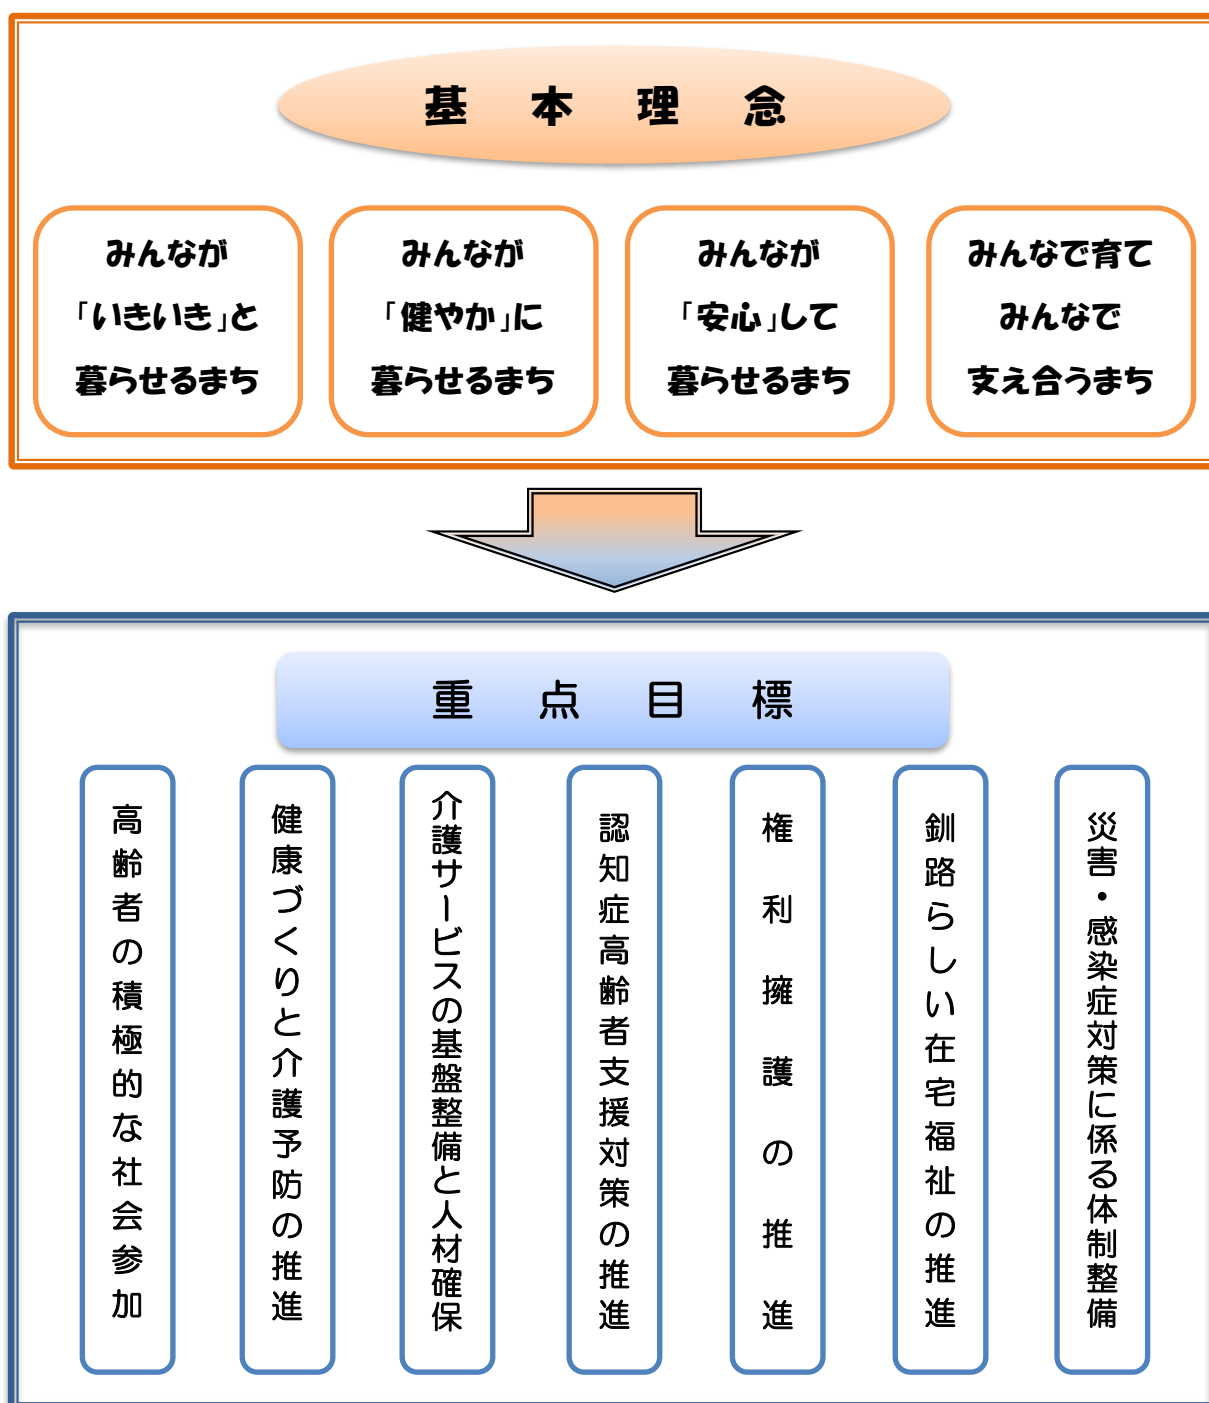 基本理念
みんなが
「いきいき」と
暮らせるまち
みんなが
「健やか」に
暮らせるまち
みんなが
「安心」して
暮らせるまち
みんなで育て
みんなで
支え合うまち
重点目標
高齢者の積極的な社会参加
健康づくりと介護予防の推進
介護サービスの基盤整備と人材確保
認知症高齢者支援対策の推進
権利擁護の推進
釧路らしい在宅福祉の推進
災害・感染症対策に係る体制整備